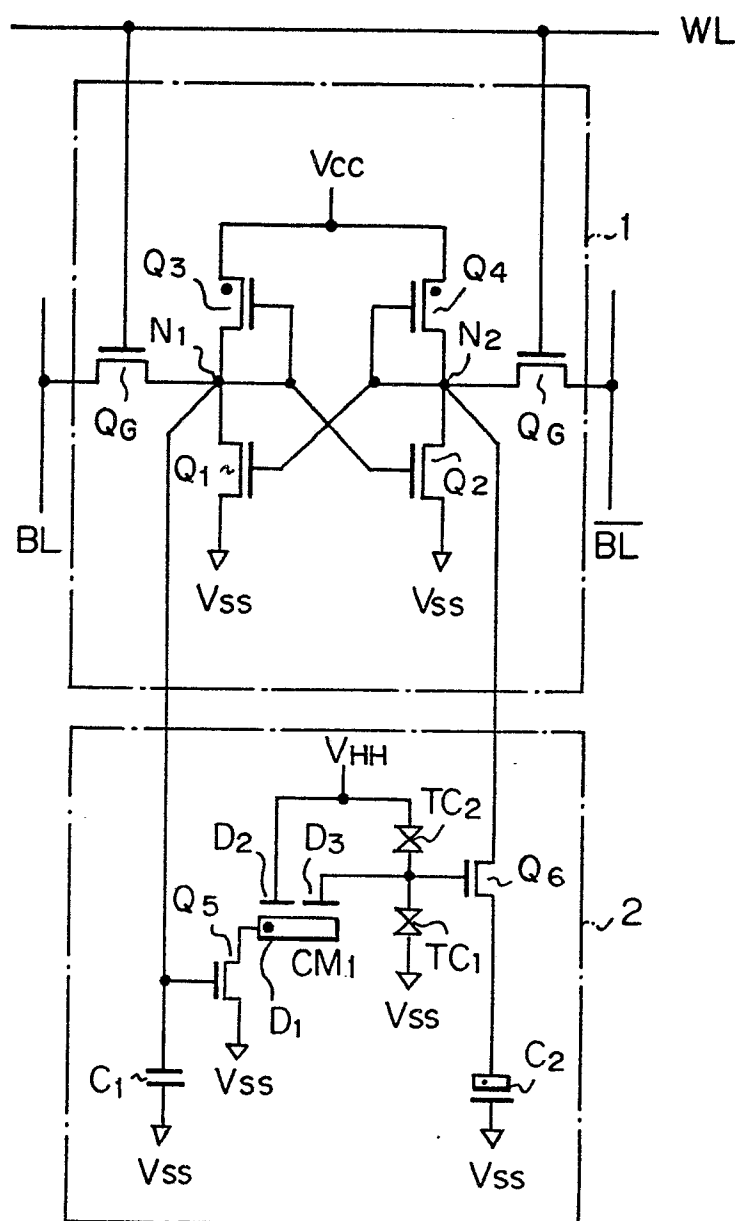 WL
1
Vcc
Q3
Q4
N1
N2
QG
QG
Q1
Q2
BL
B̅L̅
Vss
Vss
VHH
TC2
D2
D3
Q6
Q5
2
CM1
TC1
D1
Vss
C1
Vss
C2
Vss
Vss